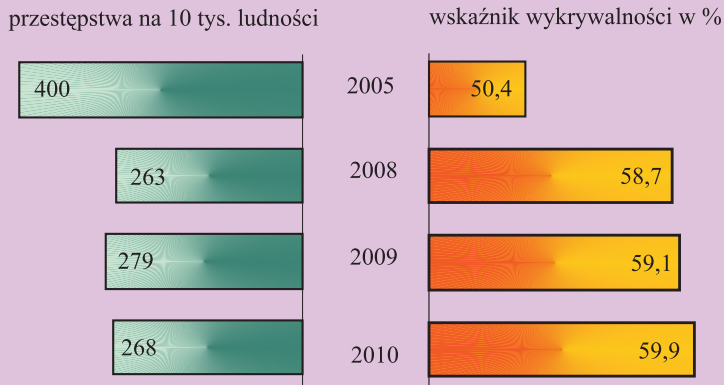 przestępstwa na 10 tys. ludności wskaźnik wykrywalności w %
400 2005 50,4
263 2008 58,7
279 2009 59,1
268 2010 59,9